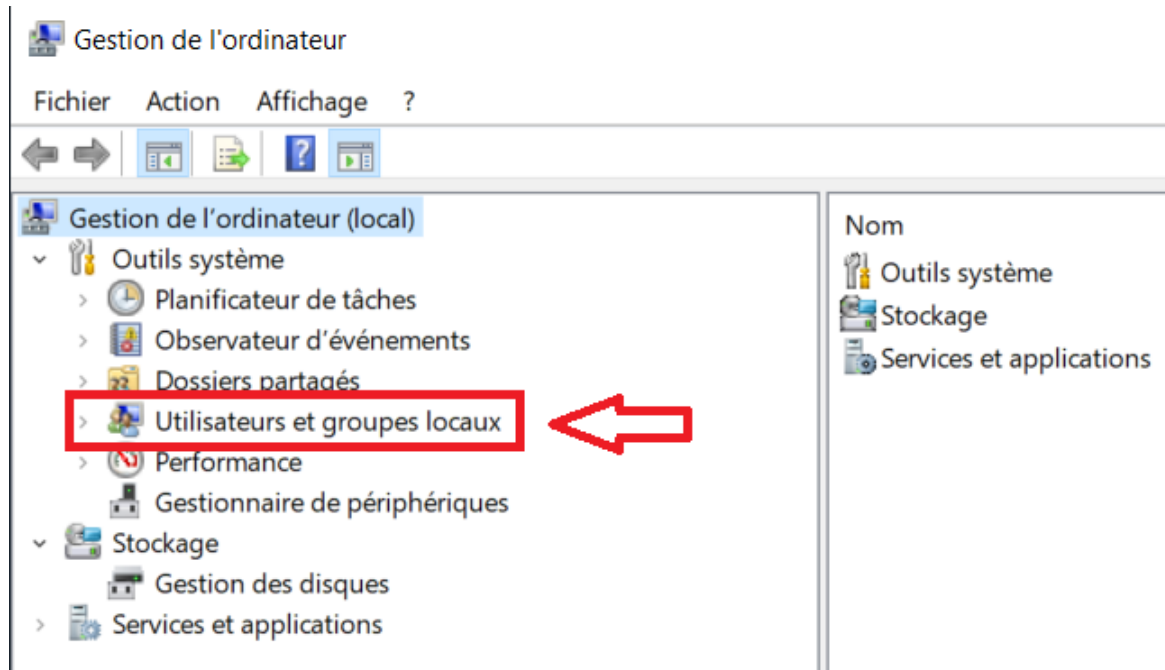 Gestion de l'ordinateur
Fichier Action Affichage ?
Gestion de l’ordinateur (local)
Outils système
Planificateur de tâches
Observateur d’événements
Dossiers partagés
Utilisateurs et groupes locaux
Performance
Gestionnaire de périphériques
Stockage
Gestion des disques
Services et applications
Nom
Outils système
Stockage
Services et applications